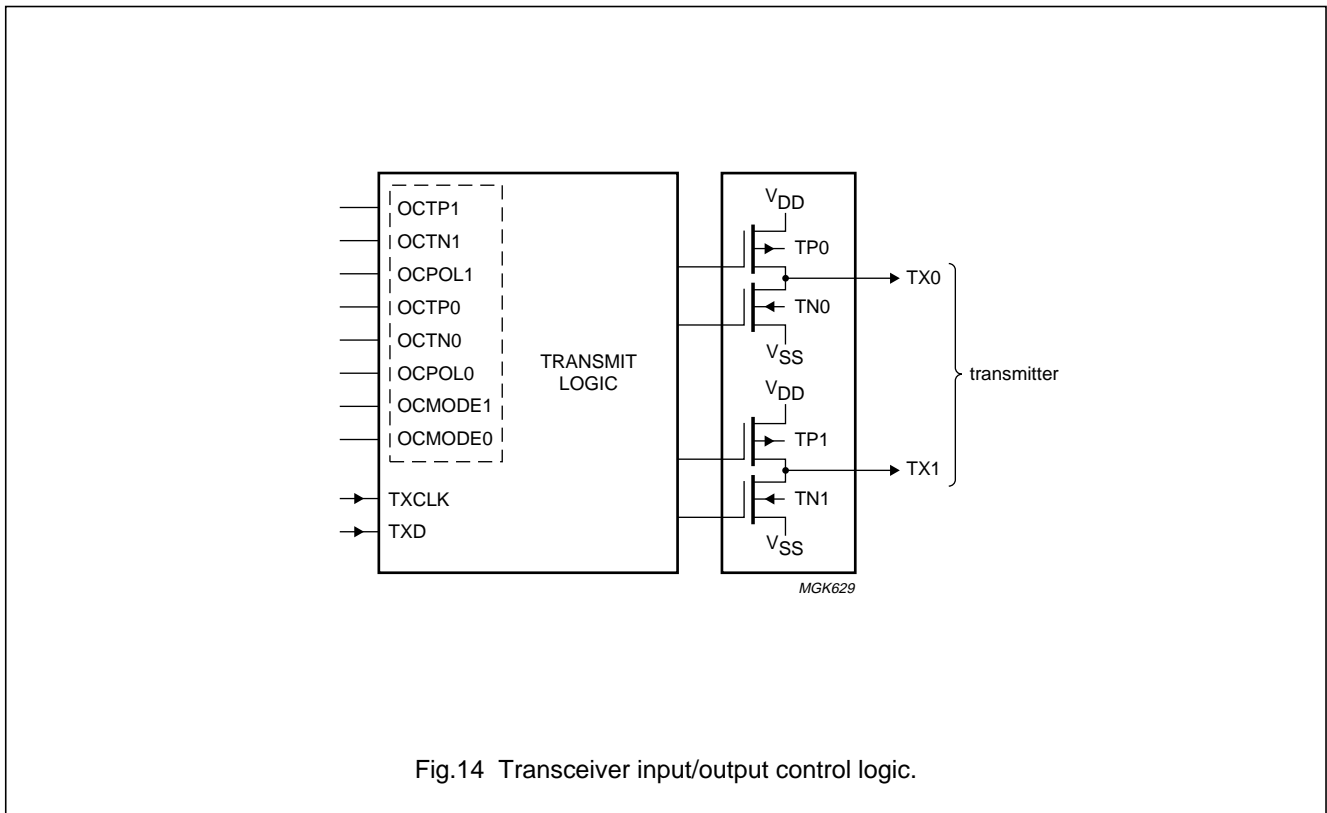 OCTP1
OCTN1
OCPOL1
OCTP0
OCTN0
OCPOL0
OCMODE1
OCMODE0
TXCLK
TXD
TRANSMIT
LOGIC
VDD
TP0
TN0
VSS
VDD
TP1
TN1
VSS
TX0
transmitter
TX1
MGK629
Fig.14 Transceiver input/output control logic.